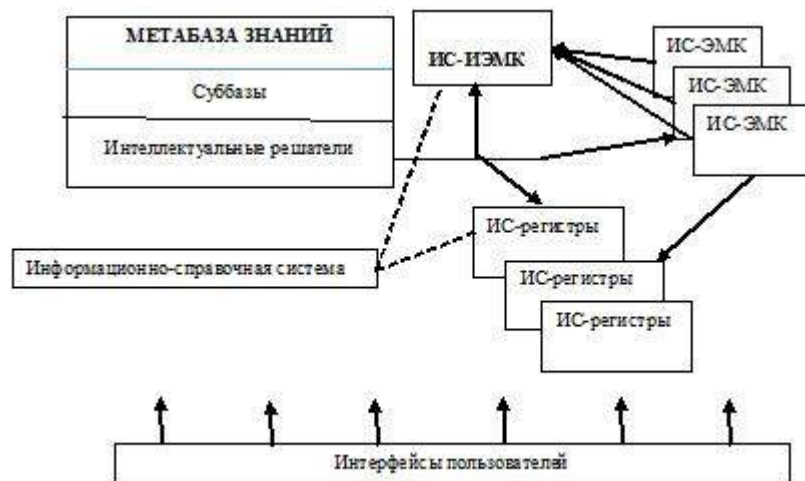 МЕТАБАЗА ЗНАНИЙ
Суббазы
Интеллектуальные решатели
ИС-ИЭМК
ИС-ЭМК
ИС-ЭМК
ИС-ЭМК
ИС-регистры
ИС-регистры
ИС-регистры
Информационно-справочная система
Интерфейсы пользователей